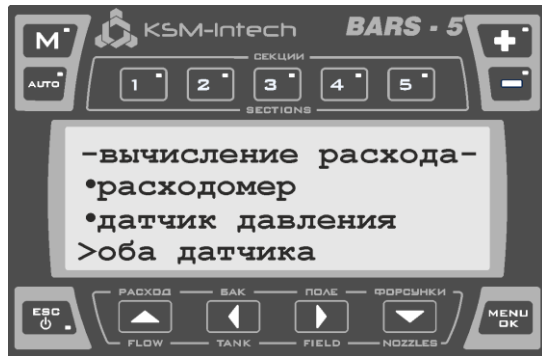 M
KSM-Intech
BARS - 5
+
AUTO
СЕКЦИИ
1 2 3 4 5
-
SECTIONS
-вычисление расхода-
•расходомер
•датчик давления
>оба датчика
РАСХОД БАК ПОЛЕ ФОРСУНКИ
ESC
MENU
OK
FLOW TANK FIELD NOZZLES